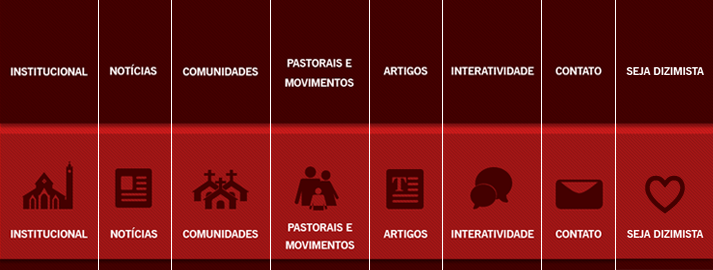 INSTITUCIONAL
NOTÍCIAS
COMUNIDADES
PASTORAIS E
MOVIMENTOS
ARTIGOS
INTERATIVIDADE
CONTATO
SEJA DIZIMISTA
T
INSTITUCIONAL
NOTÍCIAS
COMUNIDADES
PASTORAIS E
MOVIMENTOS
ARTIGOS
INTERATIVIDADE
CONTATO
SEJA DIZIMISTA